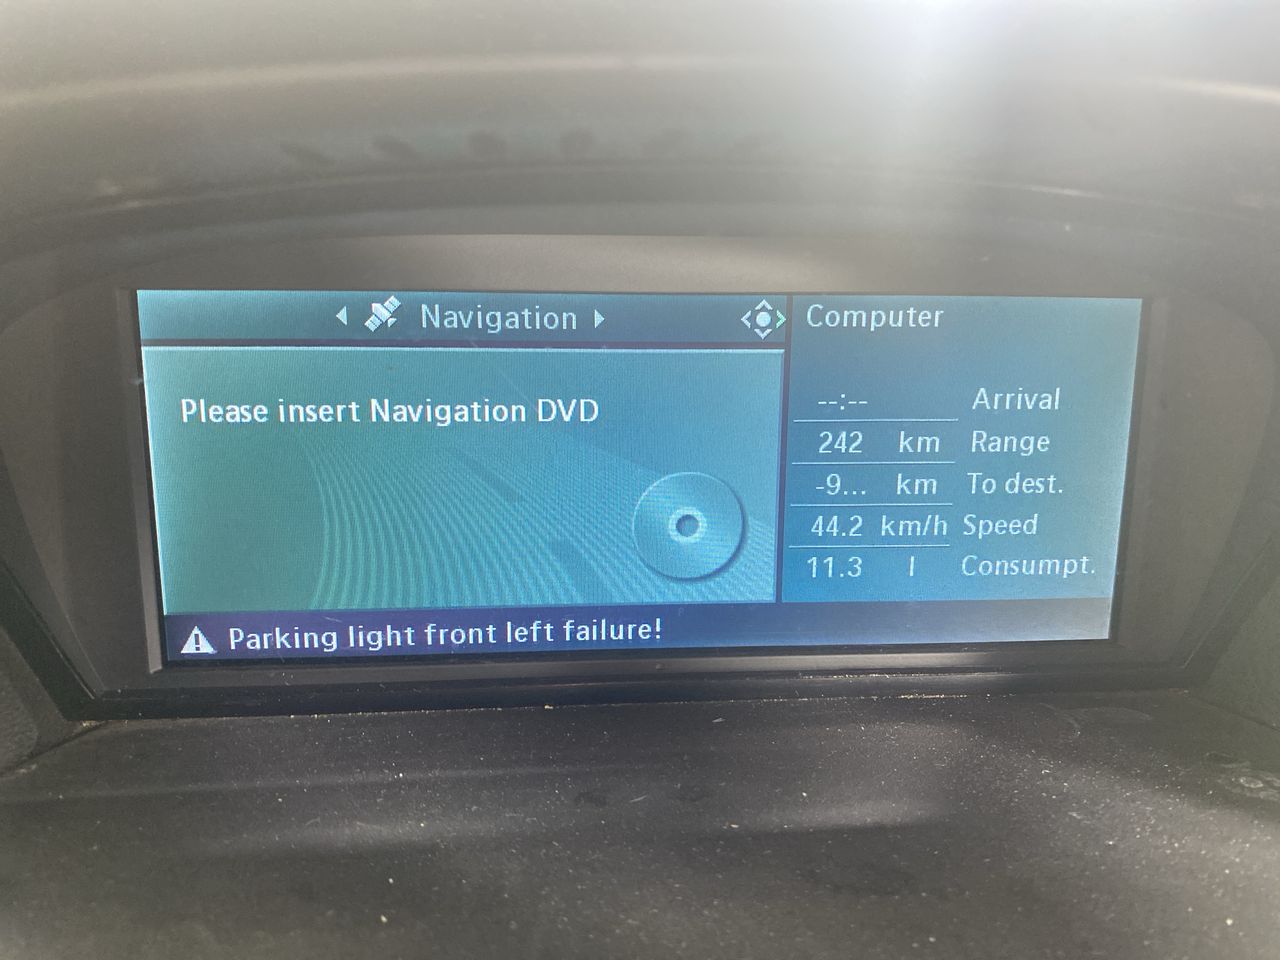 Navigation
Please insert Navigation DVD
Parking light front left failure!
Computer
--:-- Arrival
242 km Range
-9... km To dest.
44.2 km/h Speed
11.3 l Consumpt.